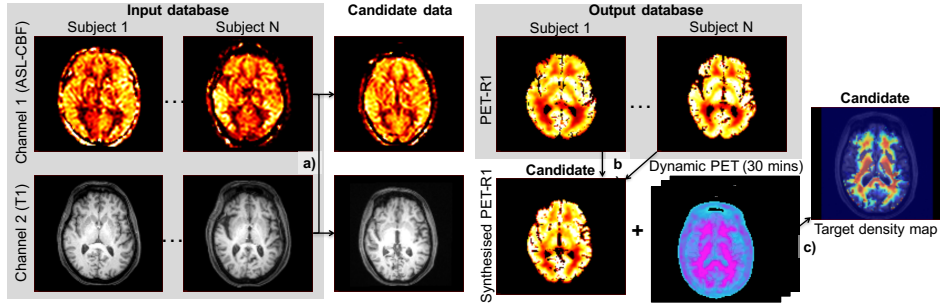 Input database
Candidate data
Output database
Subject 1
Subject N
Subject 1
Subject N
Channel 1 (ASL-CBF)
PET-R1
...
...
Candidate
a)
b
Candidate
Dynamic PET (30 mins)
Channel 2 (T1)
...
Synthesised PET-R1
+
Target density map
c)